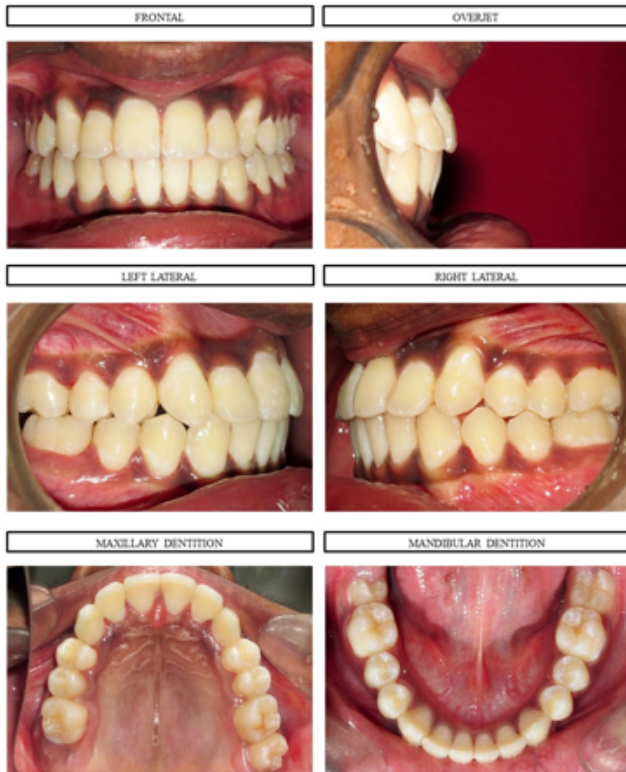 FRONTAL
OVERJET
LEFT LATERAL
RIGHT LATERAL
MAXILLARY DENTITION
MANDIBULAR DENTITION